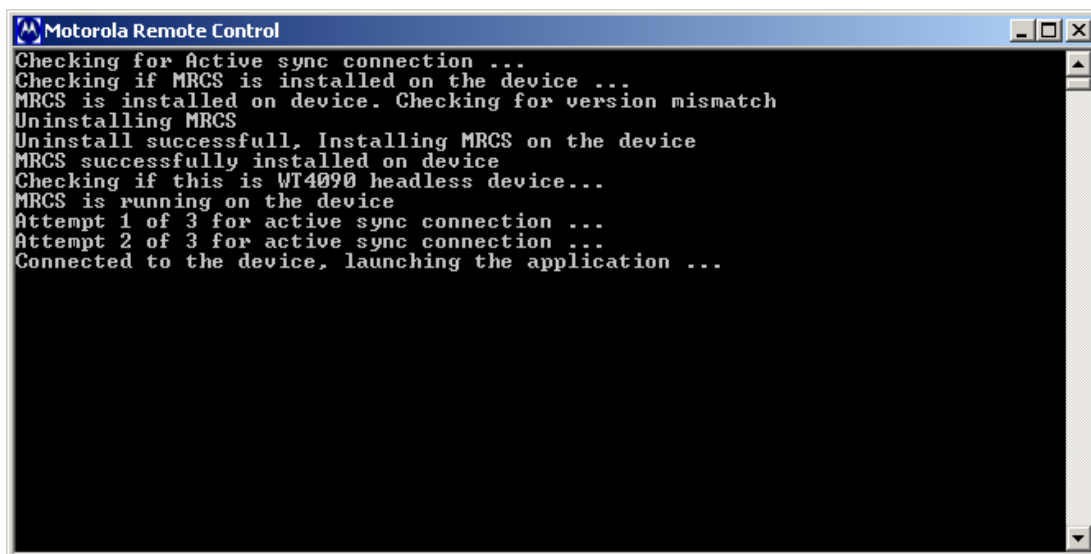 Motorola Remote Control
Checking for Active sync connection ...
Checking if MRCS is installed on the device ...
MRCS is installed on device. Checking for version mismatch
Uninstalling MRCS
Uninstall successfull, Installing MRCS on the device
MRCS successfully installed on device
Checking if this is WT4090 headless device...
MRCS is running on the device
Attempt 1 of 3 for active sync connection ...
Attempt 2 of 3 for active sync connection ...
Connected to the device, launching the application ...